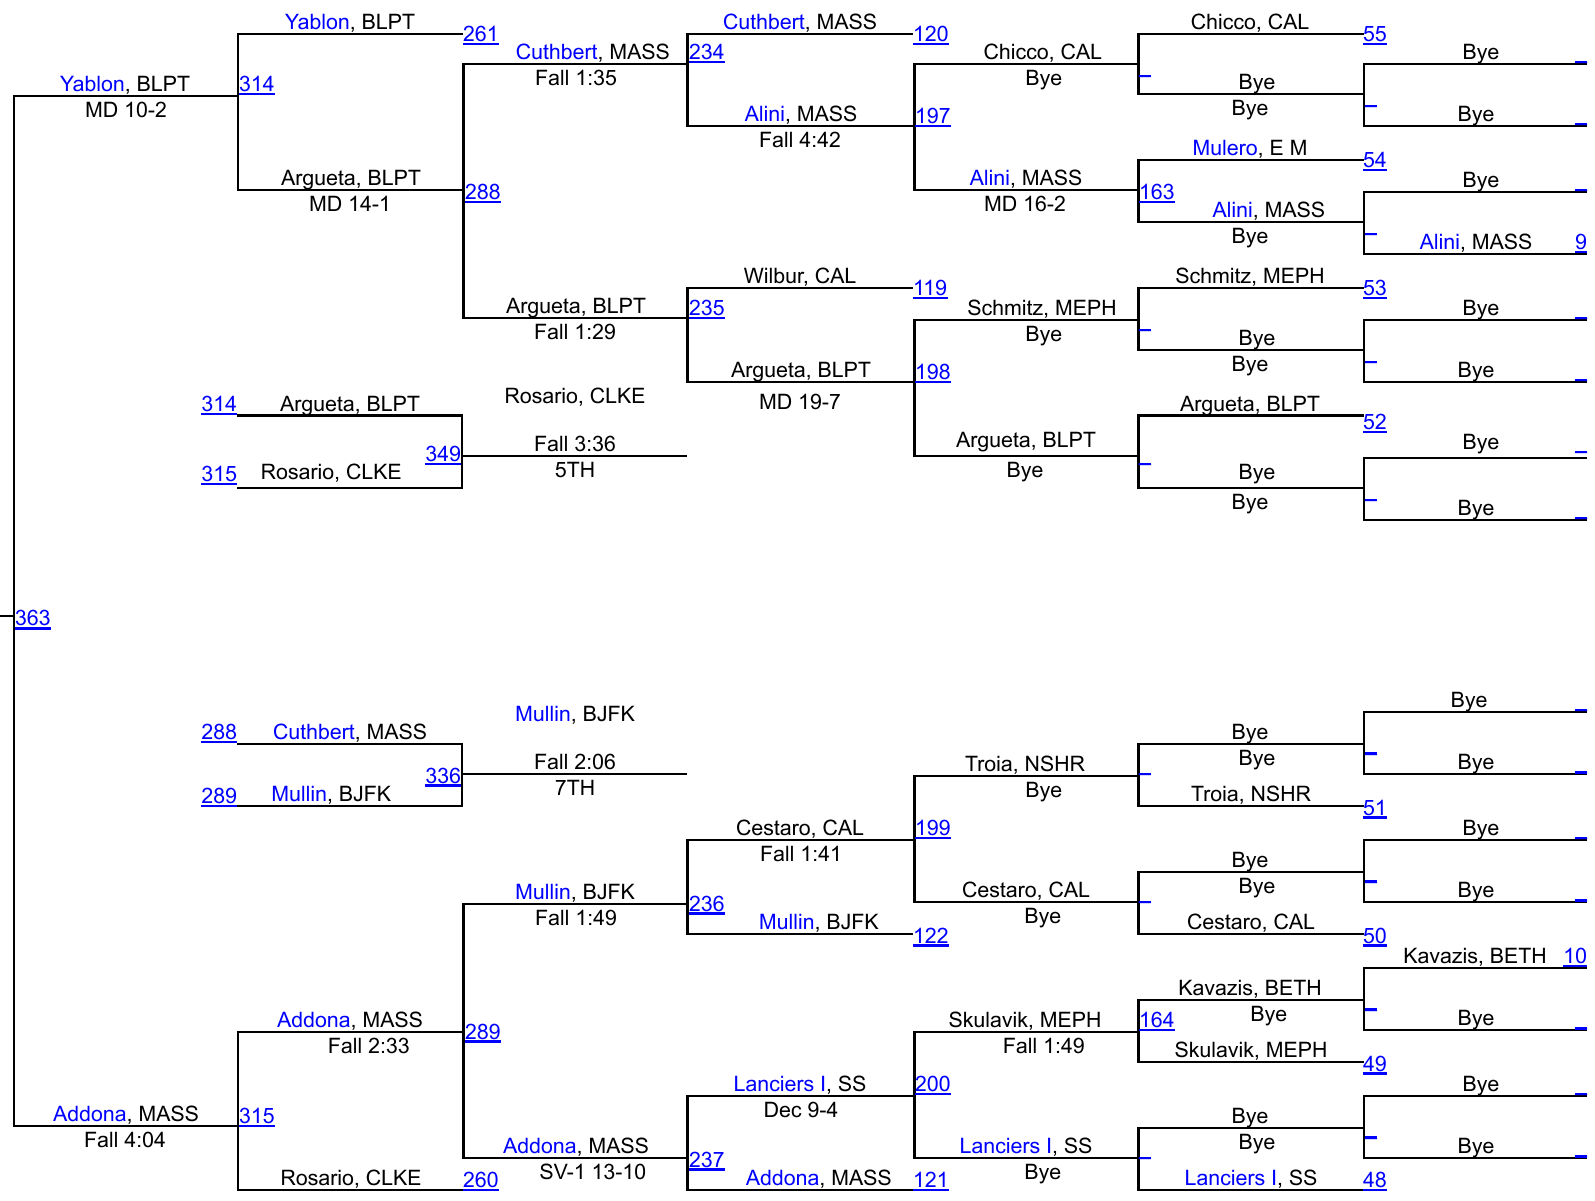 Yablon, BLPT
261
Cuthbert, MASS
120
Chicco, CAL
55
Cuthbert, MASS
234
Fall 1:35
Chicco, CAL
Bye
Bye
Bye
Bye
Yablon, BLPT
314
MD 10-2
Alini, MASS
197
Fall 4:42
Bye
Mulero, E M
54
Argueta, BLPT
288
MD 14-1
Alini, MASS
163
MD 16-2
Bye
Alini, MASS
Bye
Alini, MASS
9
Wilbur, CAL
119
Schmitz, MEPH
53
Argueta, BLPT
235
Fall 1:29
Schmitz, MEPH
Bye
Bye
Bye
Bye
Argueta, BLPT
198
MD 19-7
Bye
314
Argueta, BLPT
Rosario, CLKE
Argueta, BLPT
52
349
Fall 3:36
5TH
Argueta, BLPT
Bye
Bye
315
Rosario, CLKE
Bye
Bye
Bye
363
Bye
288
Cuthbert, MASS
Mullin, BJFK
Bye
Bye
336
Fall 2:06
7TH
Troia, NSHR
Bye
Bye
289
Mullin, BJFK
Troia, NSHR
51
Cestaro, CAL
199
Fall 1:41
Bye
Bye
Bye
Mullin, BJFK
236
Fall 1:49
Cestaro, CAL
Bye
Bye
Mullin, BJFK
122
Cestaro, CAL
50
Kavazis, BETH
10
Kavazis, BETH
Bye
Addona, MASS
289
Fall 2:33
Skulavik, MEPH
164
Fall 1:49
Bye
Skulavik, MEPH
49
Lanciers I, SS
200
Dec 9-4
Bye
Addona, MASS
315
Fall 4:04
Bye
Bye
Addona, MASS
237
SV-1 13-10
Lanciers I, SS
Bye
Bye
Rosario, CLKE
260
Addona, MASS
121
Lanciers I, SS
48